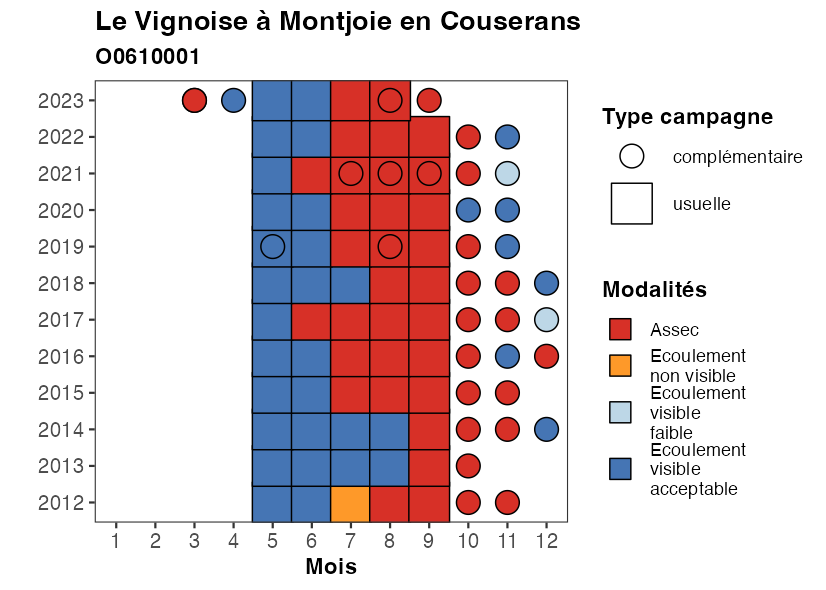 Le Vignoise à Montjoie en Couserans
O0610001
2023
2022
2021
2020
2019
2018
2017
2016
2015
2014
2013
2012
1 2 3 4 5 6 7 8 9 10 11 12
Mois
Type campagne
complémentaire
usuelle
Modalités
Assec
Ecoulement
non visible
Ecoulement
visible
faible
Ecoulement
visible
acceptable